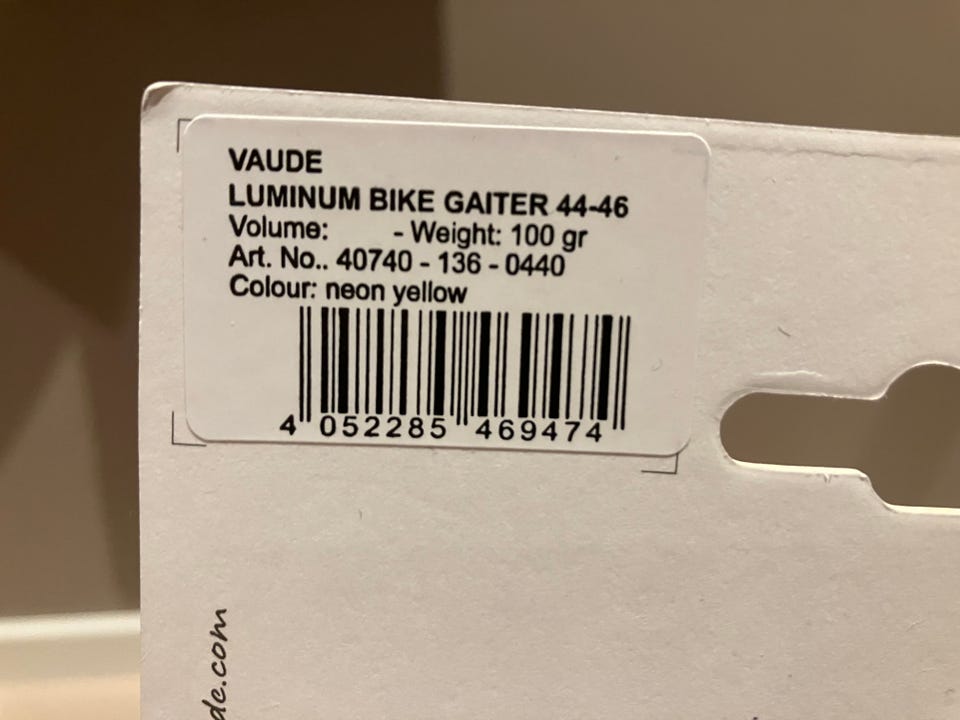 VAUDE
LUMINUM BIKE GAITER 44-46
Volume: - Weight: 100 gr
Art. No.. 40740 - 136 - 0440
Colour: neon yellow
4 052285 469474
de.com